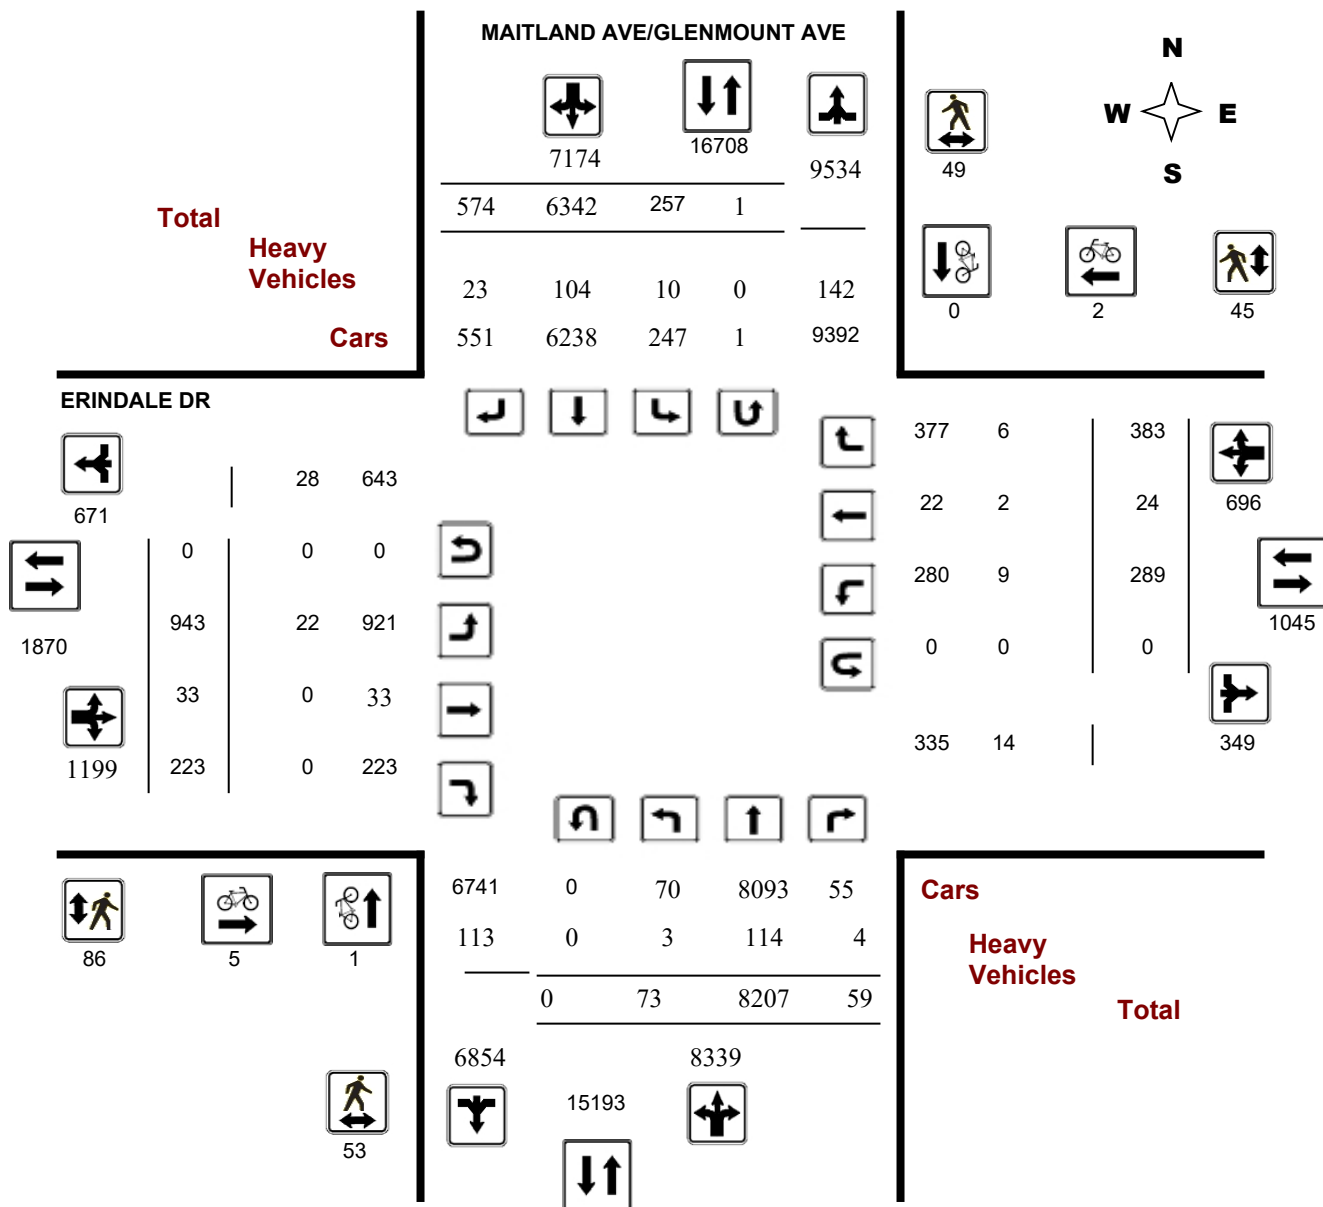 MAITLAND AVE/GLENMOUNT AVE
N
W E
S
7174 16708 9534 49
574 6342 257 1
Total
Heavy
Vehicles
Cars
23 104 10 0 142
551 6238 247 1 9392
0 2 45
ERINDALE DR
377 6 383
28 643
671
22 2 24 696
0 0 0
280 9 289
1045
943 22 921
1870
0 0 0
33 0 33
335 14 349
1199 223 0 223
6741 0 70 8093 55
Cars
113 0 3 114 4
Heavy
Vehicles
86 5 1
0 73 8207 59
Total
6854 8339
15193
53